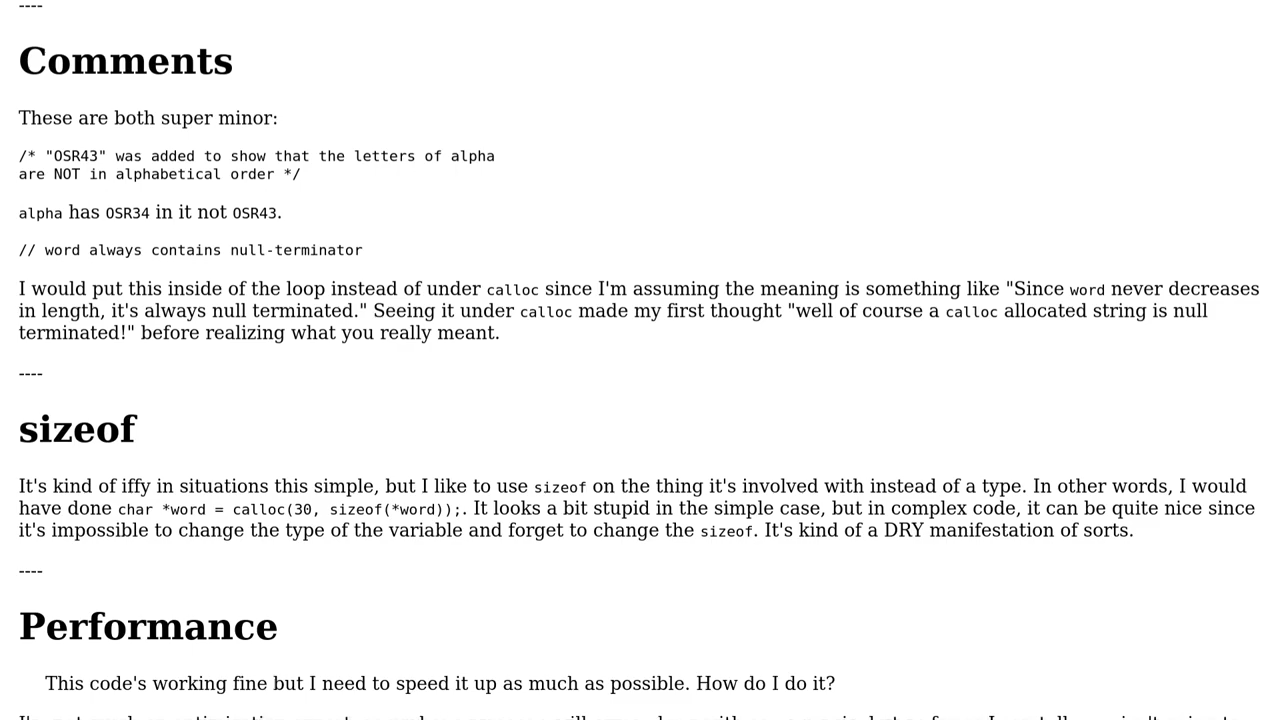 ----
Comments
These are both super minor:
/* "OSR43" was added to show that the letters of alpha
are NOT in alphabetical order */
alpha has OSR34 in it not OSR43.
// word always contains null-terminator
I would put this inside of the loop instead of under calloc since I'm assuming the meaning is something like "Since word never decreases
in length, it's always null terminated." Seeing it under calloc made my first thought "well of course a calloc allocated string is null
terminated!" before realizing what you really meant.
----
sizeof
It's kind of iffy in situations this simple, but I like to use sizeof on the thing it's involved with instead of a type. In other words, I would
have done char *word = calloc(30, sizeof(*word));. It looks a bit stupid in the simple case, but in complex code, it can be quite nice since
it's impossible to change the type of the variable and forget to change the sizeof. It's kind of a DRY manifestation of sorts.
----
Performance
This code's working fine but I need to speed it up as much as possible. How do I do it?